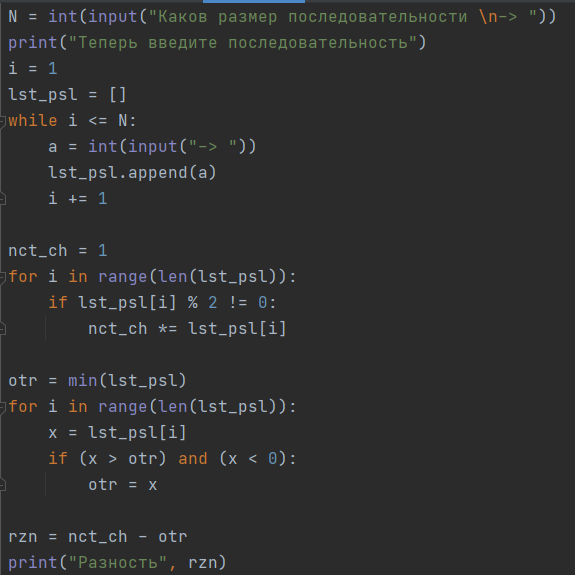 N = int(input("Каков размер последовательности \n-> "))
print("Теперь введите последовательность")
i = 1
lst_psl = []
while i <= N:
    a = int(input("-> "))
    lst_psl.append(a)
    i += 1

nct_ch = 1
for i in range(len(lst_psl)):
    if lst_psl[i] % 2 != 0:
        nct_ch *= lst_psl[i]

otr = min(lst_psl)
for i in range(len(lst_psl)):
    x = lst_psl[i]
    if (x > otr) and (x < 0):
        otr = x

rzn = nct_ch - otr
print("Разность", rzn)